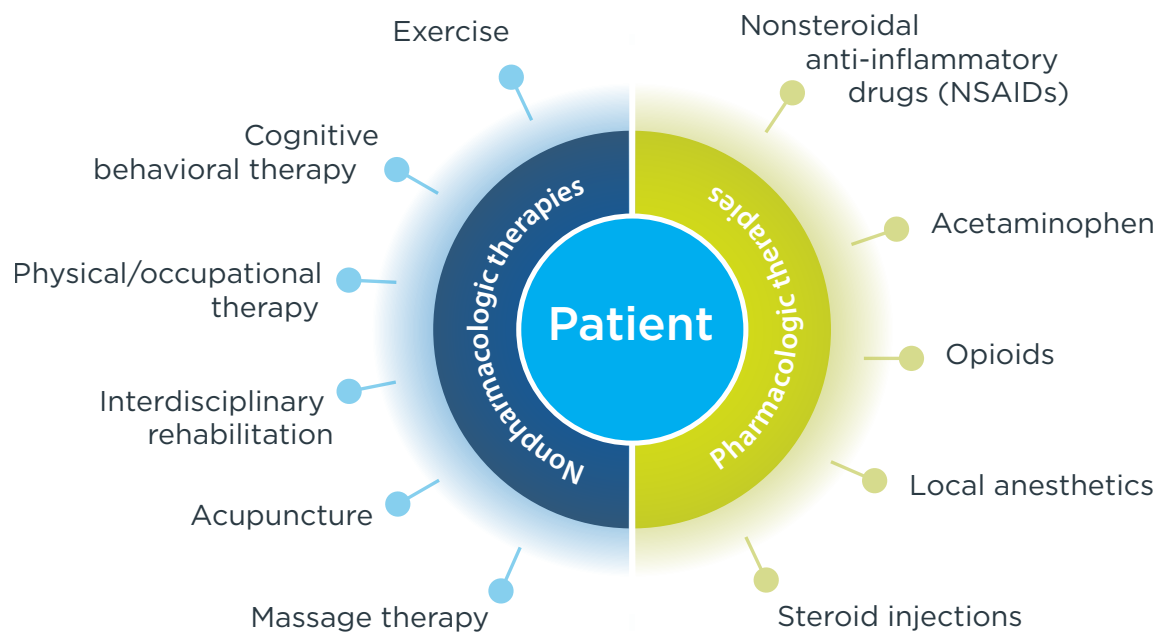 Exercise
Cognitive
behavioral therapy
Physical/occupational
therapy
Interdisciplinary
rehabilitation
Acupuncture
Massage therapy
Nonpharmacologic therapies
Patient
Pharmacologic therapies
Nonsteroidal
anti-inflammatory
drugs (NSAIDs)
Acetaminophen
Opioids
Local anesthetics
Steroid injections